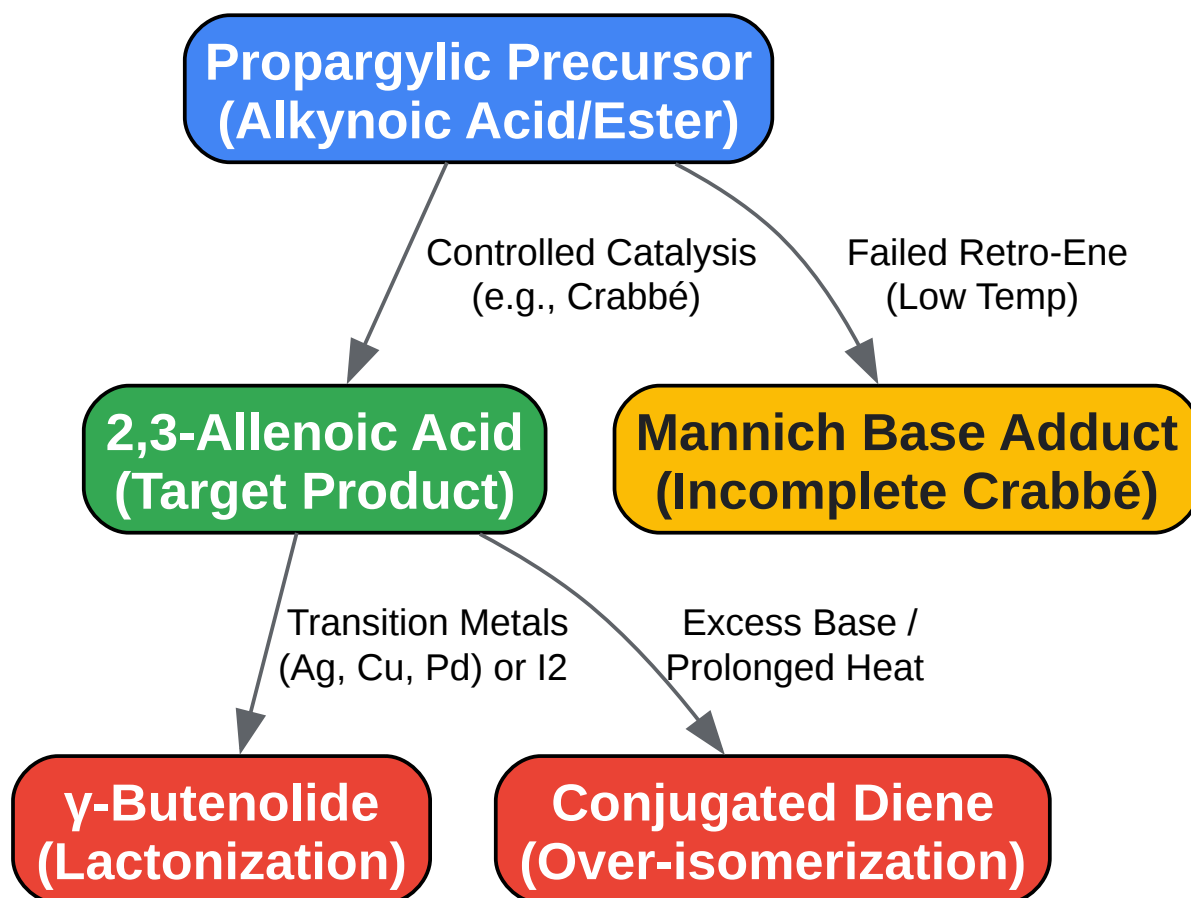 Propargylic Precursor
(Alkynoic Acid/Ester)
Controlled Catalysis
(e.g., Crabbé)
Failed Retro-Ene
(Low Temp)
2,3-Allenoic Acid
(Target Product)
Mannich Base Adduct
(Incomplete Crabbé)
Transition Metals
(Ag, Cu, Pd) or I2
Excess Base /
Prolonged Heat
γ-Butenolide
(Lactonization)
Conjugated Diene
(Over-isomerization)